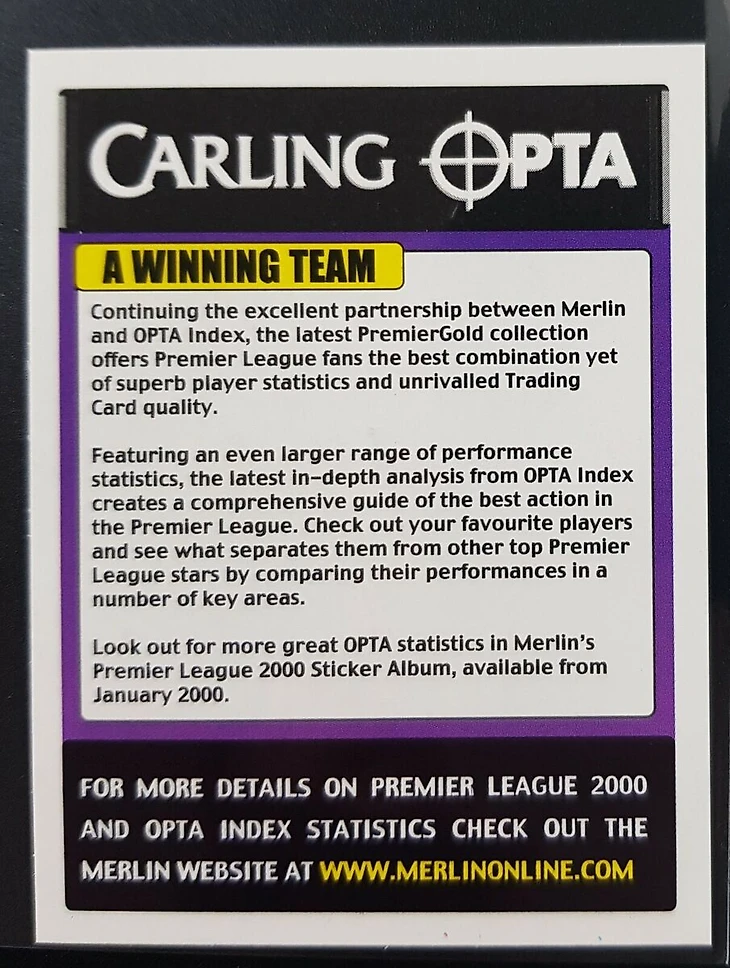 CARLING OPTA
A WINNING TEAM
Continuing the excellent partnership between Merlin
and OPTA Index, the latest PremierGold collection
offers Premier League fans the best combination yet
of superb player statistics and unrivalled Trading
Card quality.
Featuring an even larger range of performance
statistics, the latest in-depth analysis from OPTA Index
creates a comprehensive guide of the best action in
the Premier League. Check out your favourite players
and see what separates them from other top Premier
League stars by comparing their performances in a
number of key areas.
Look out for more great OPTA statistics in Merlin's
Premier League 2000 Sticker Album, available from
January 2000.
FOR MORE DETAILS ON PREMIER LEAGUE 2000
AND OPTA INDEX STATISTICS CHECK OUT THE
MERLIN WEBSITE AT WWW.MERLINONLINE.COM